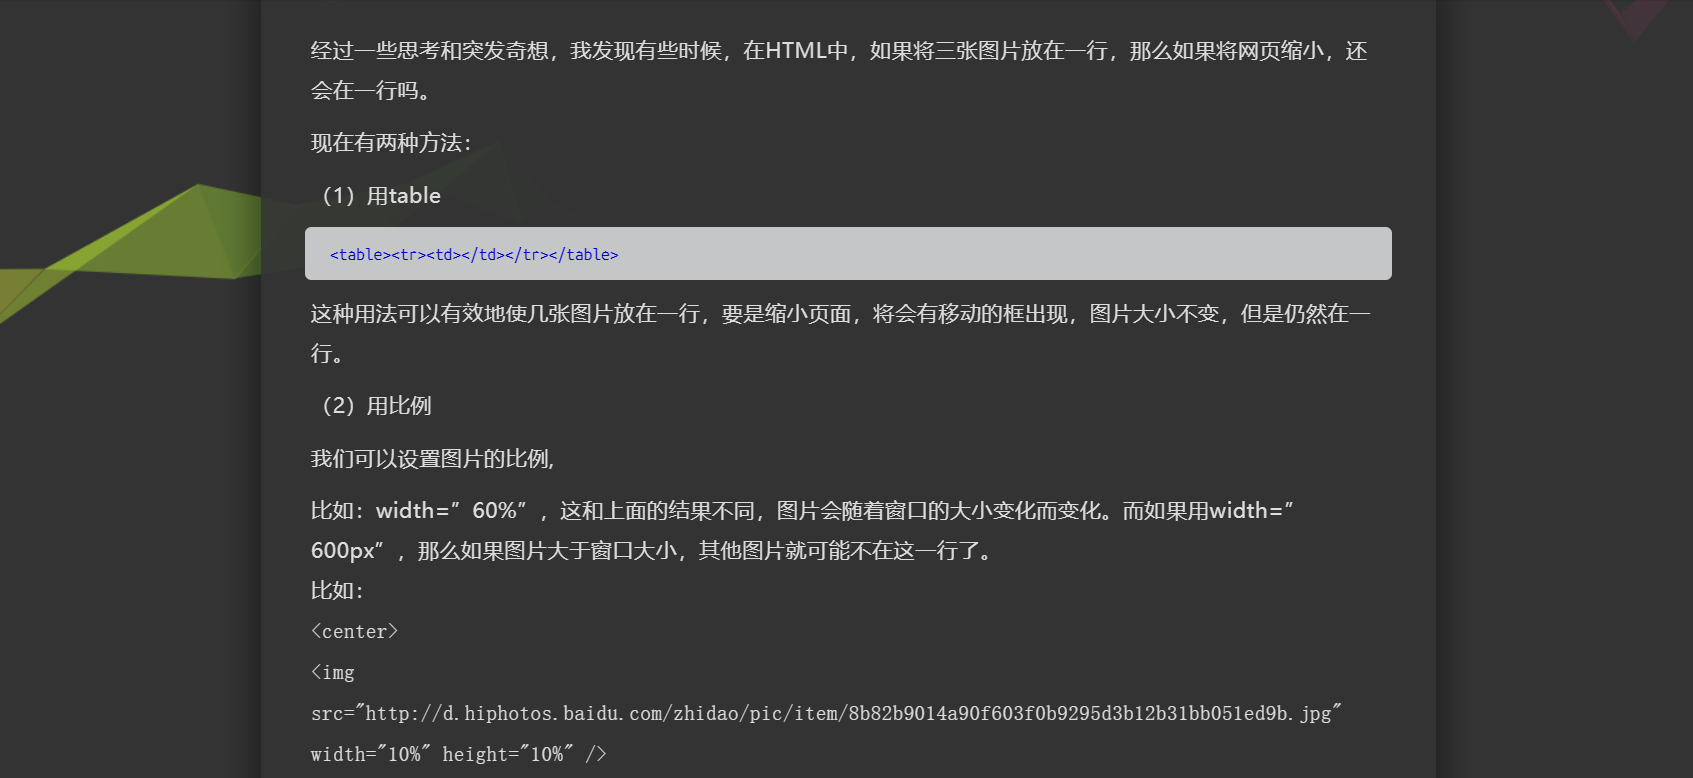 经过一些思考和突发奇想，我发现有些时候，在HTML中，如果将三张图片放在一行，那么如果将网页缩小，还
会在一行吗。
现在有两种方法：
（1）用table
<table><tr><td></td></tr></table>
这种用法可以有效地使几张图片放在一行，要是缩小页面，将会有移动的框出现，图片大小不变，但是仍然在一
行。
（2）用比例
我们可以设置图片的比例,
比如：width=”60%”，这和上面的结果不同，图片会随着窗口的大小变化而变化。而如果用width=”
600px”，那么如果图片大于窗口大小，其他图片就可能不在这一行了。
比如：
<center>
<img
src="http://d.hiphotos.baidu.com/zhidao/pic/item/8b82b9014a90f603f0b9295d3b12b31bb051ed9b.jpg"
width="10%" height="10%" />